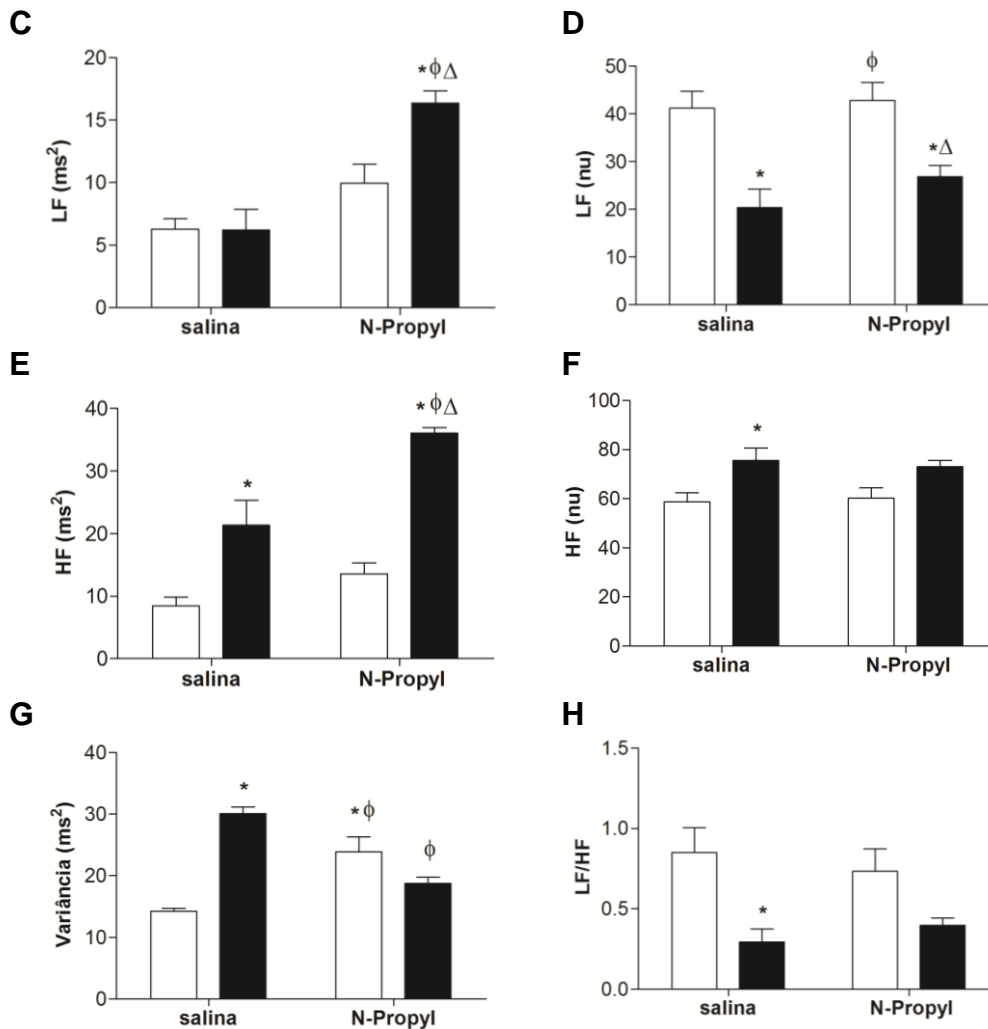 C
20
15
10
5
0
LF (ms²)
*ϕΔ
salina
N-Propyl
D
50
40
30
20
10
0
LF (nu)
*
ϕ
*Δ
salina
N-Propyl
E
40
30
20
10
0
HF (ms²)
*
*ϕΔ
salina
N-Propyl
F
100
80
60
40
20
0
HF (nu)
*
salina
N-Propyl
G
40
30
20
10
0
Variância (ms²)
*
*ϕ
ϕ
salina
N-Propyl
H
1.5
1.0
0.5
0.0
LF/HF
*
salina
N-Propyl